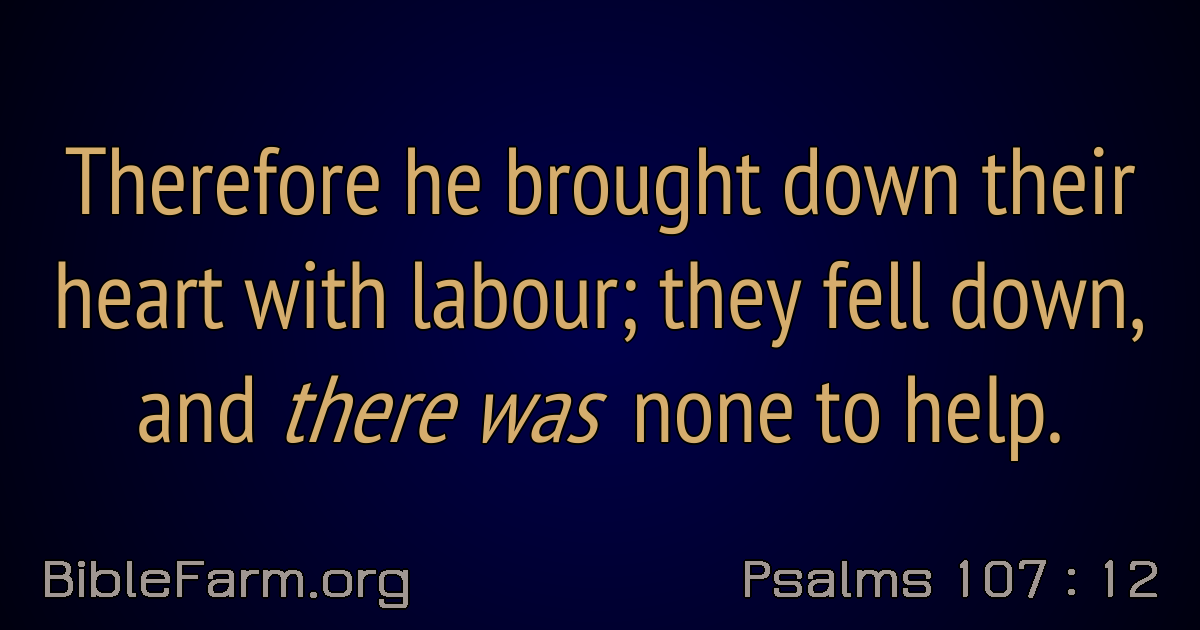 Therefore he brought down their
heart with labour; they fell down,
and there was none to help.
BibleFarm.org
Psalms 107 : 12